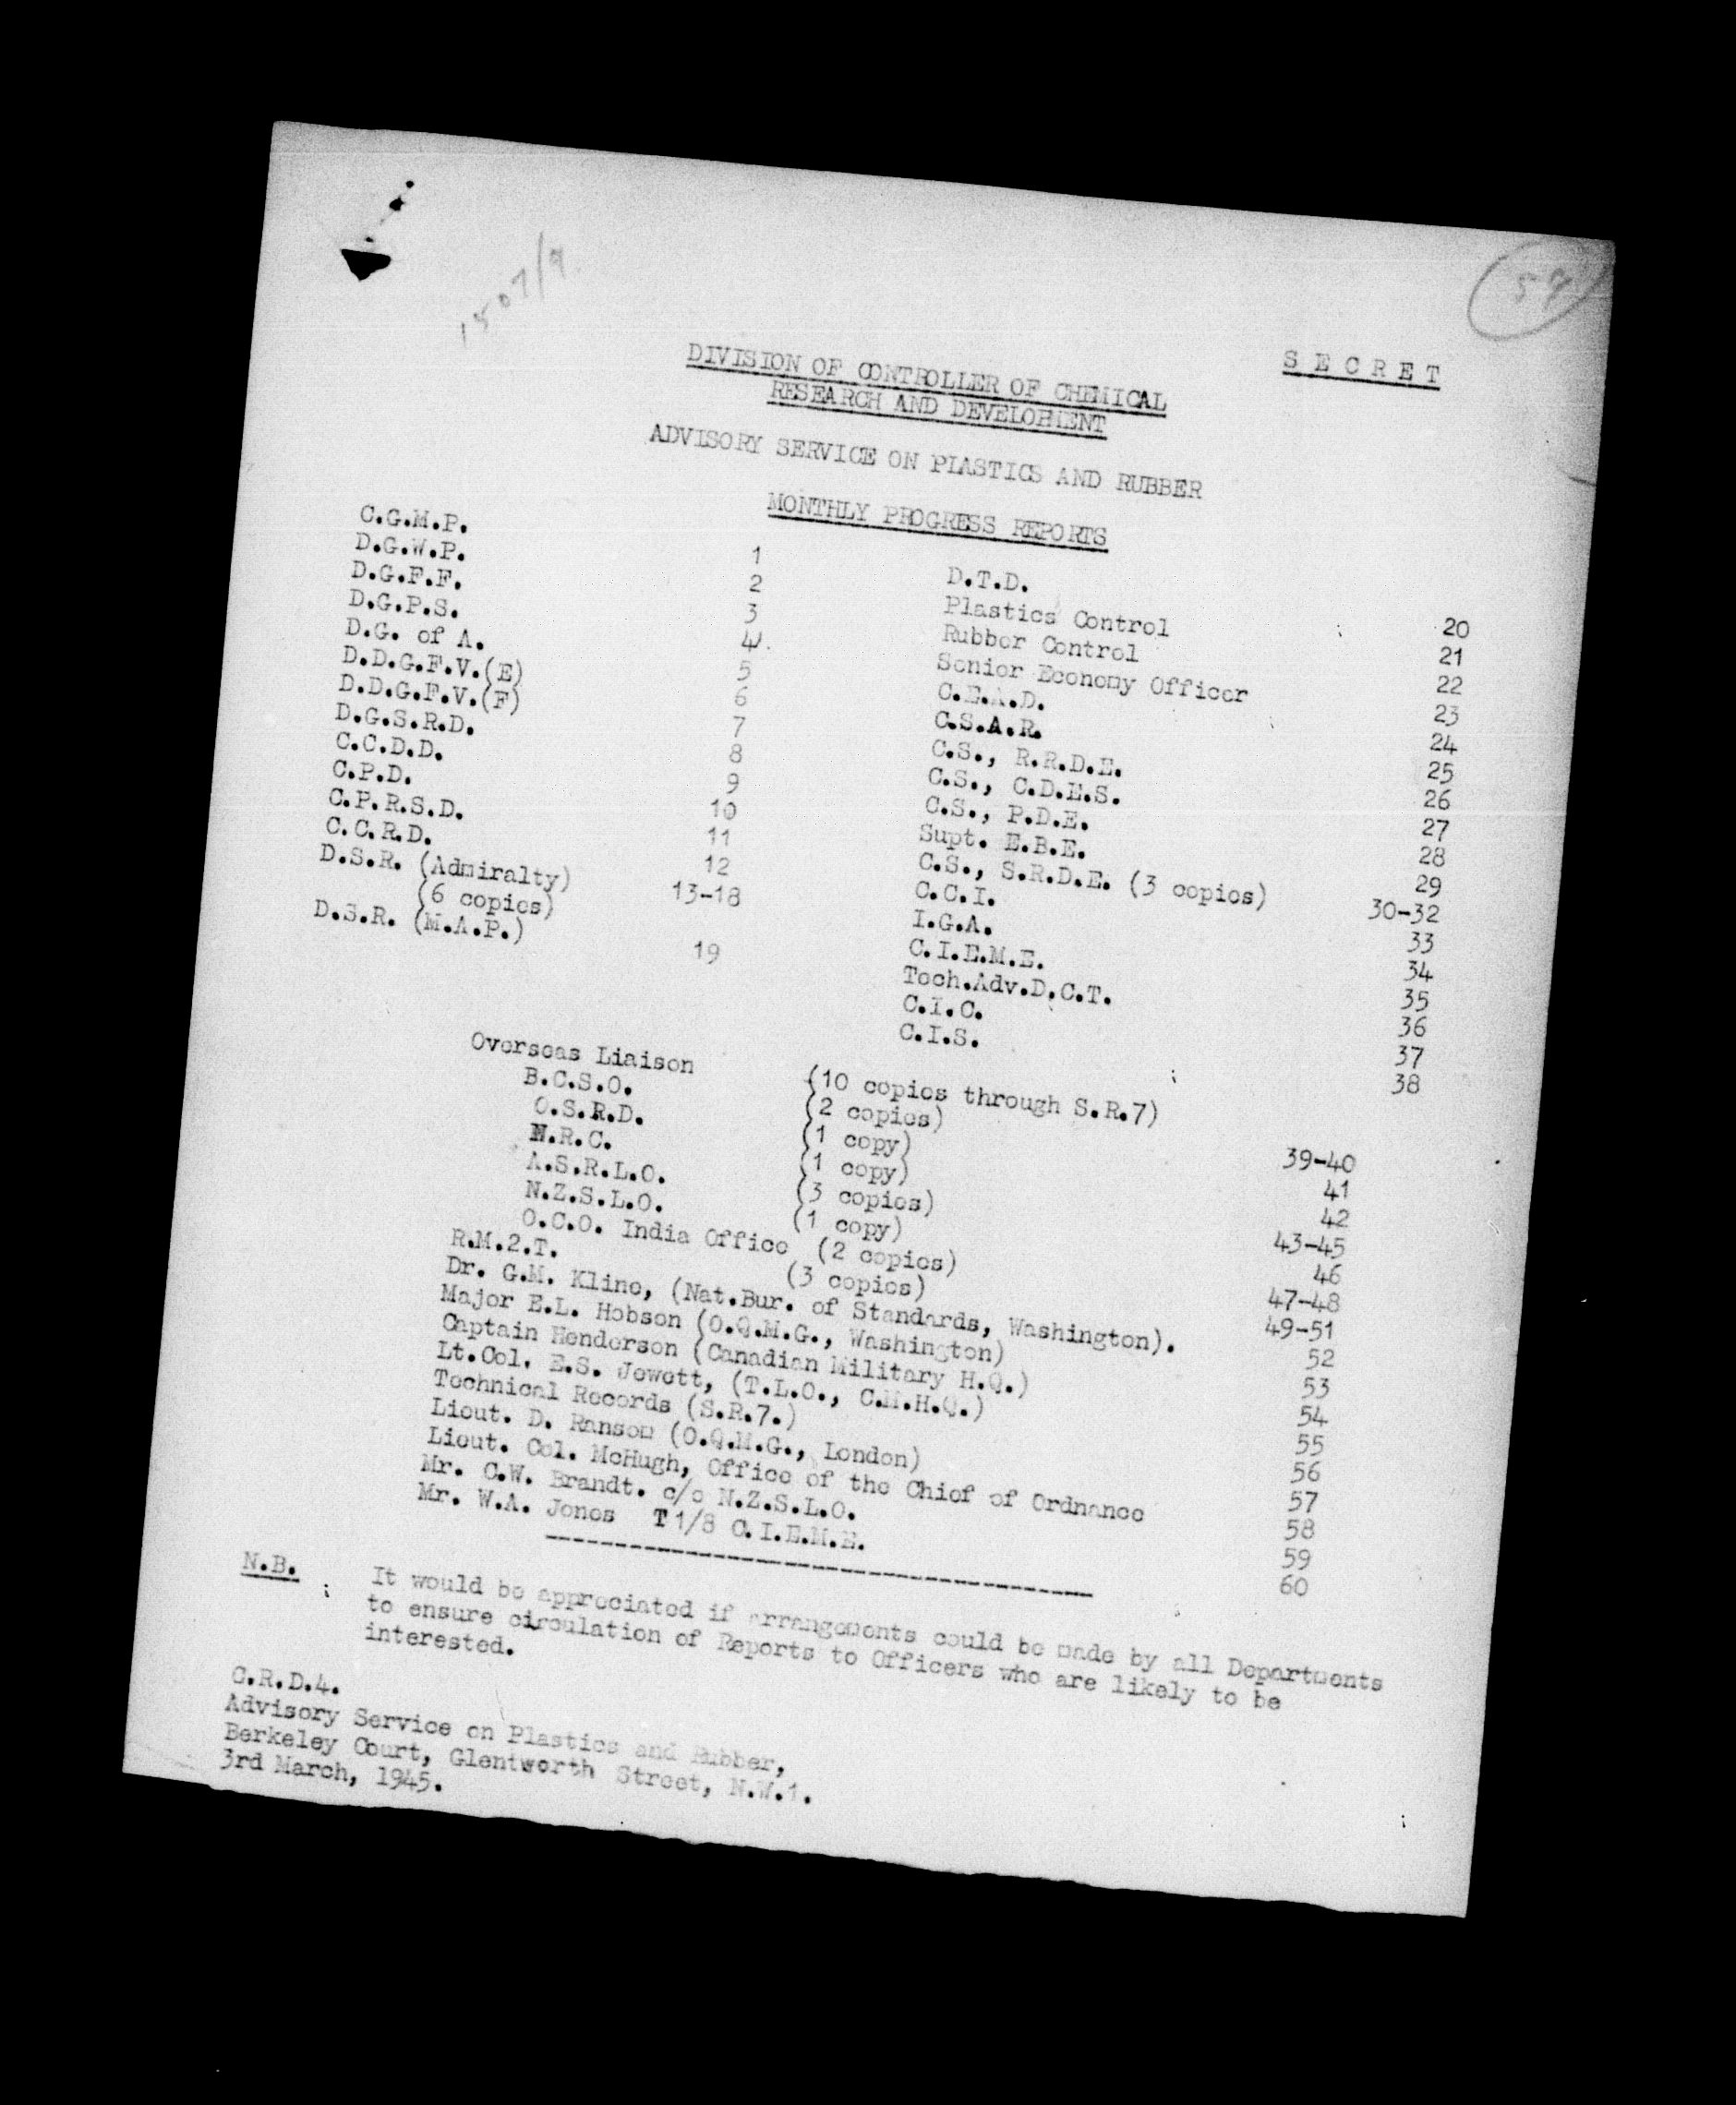 1507/9.
59
S E C R E T
DIVISION OF CONTROLLER OF CHEMICAL
RESEARCH AND DEVELOPMENT
ADVISORY SERVICE ON PLASTICS AND RUBBER
MONTHLY PROGRESS REPORTS
C.G.M.P. 1
D.G.W.P. 2
D.G.F.F. 3
D.G.P.S. 4
D.G. of A. 5
D.D.G.F.V.(E) 6
D.D.G.F.V.(F) 7
D.G.S.R.D. 8
C.C.D.D. 9
C.P.D. 10
C.P.R.S.D. 11
C.C.R.D. 12
D.S.R. (Admiralty) 13-18
(6 copies)
D.S.R. (M.A.P.) 19
D.T.D. 20
Plastics Control 21
Rubber Control 22
Senior Economy Officer 23
C.E.A.D. 24
C.S.A.R. 25
C.S., R.R.D.E. 26
C.S., C.D.E.S. 27
C.S., P.D.E. 28
Supt. E.B.E. 29
C.S., S.R.D.E. (3 copies) 30-32
C.C.I. 33
I.G.A. 34
C.I.E.M.E. 35
Tech.Adv.D.C.T. 36
C.I.C. 37
C.I.S. 38
Overseas Liaison (10 copies through S.R.7)
B.C.S.O. (2 copies) 39-40
O.S.R.D. (1 copy) 41
N.R.C. (1 copy) 42
A.S.R.L.O. (3 copies) 43-45
N.Z.S.L.O. (1 copy) 46
O.C.O. India Office (2 copies) 47-48
R.M.2.T. (3 copies) 49-51
Dr. G.M. Kline, (Nat.Bur. of Standards, Washington). 52
Major E.L. Hobson (O.Q.M.G., Washington) 53
Captain Henderson (Canadian Military H.Q.) 54
Lt.Col. E.S. Jowett, (T.L.O., C.M.H.Q.) 55
Technical Records (S.R.7.) 56
Lieut. D. Ransom (O.Q.M.G., London) 57
Lieut. Col. McHugh, Office of the Chief of Ordnance 58
Mr. C.W. Brandt. c/o N.Z.S.L.O. 59
Mr. W.A. Jones T1/8 C.I.E.M.E. 60
N.B. It would be appreciated if arrangements could be made by all Departments
to ensure circulation of Reports to Officers who are likely to be
interested.
C.R.D.4.
Advisory Service on Plastics and Rubber,
Berkeley Court, Glentworth Street, N.W.1.
3rd March, 1945.